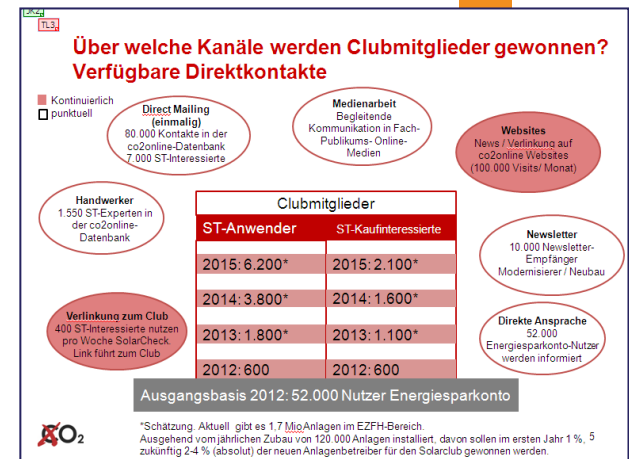 JK2
TL3
Über welche Kanäle werden Clubmitglieder gewonnen?
Verfügbare Direktkontakte
Kontinuierlich
punktuell
Direct Mailing
(einmalig)
80.000 Kontakte in der
co2online-Datenbank
7.000 ST-Interessierte
Medienarbeit
Begleitende
Kommunikation in Fach-
Publikums- Online-
Medien
Websites
News / Verlinkung auf
co2online Websites
(100.000 Visits/ Monat)
Handwerker
1.550 ST-Experten in
der co2online-
Datenbank
Newsletter
10.000 Newsletter-
Empfänger
Modernisierer / Neubau
Verlinkung zum Club
400 ST-Interessierte nutzen
pro Woche SolarCheck.
Link führt zum Club
Direkte Ansprache
52.000
Energiesparkonto-Nutzer
werden informiert
Clubmitglieder
ST-Anwender ST-Kaufinteressierte
2015: 6.200* 2015: 2.100*
2014: 3.800* 2014: 1.600*
2013: 1.800* 2013: 1.100*
2012: 600 2012: 600
Ausgangsbasis 2012: 52.000 Nutzer Energiesparkonto
CO2
*Schätzung. Aktuell gibt es 1,7 Mio Anlagen im EZFH-Bereich.
Ausgehend vom jährlichen Zubau von 120.000 Anlagen installiert, davon sollen im ersten Jahr 1 %, 5
zukünftig 2-4 % (absolut) der neuen Anlagenbetreiber für den Solarclub gewonnen werden.